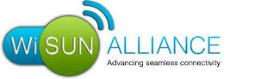 Wi SUN ALLIANCE
Advancing seamless connectivity